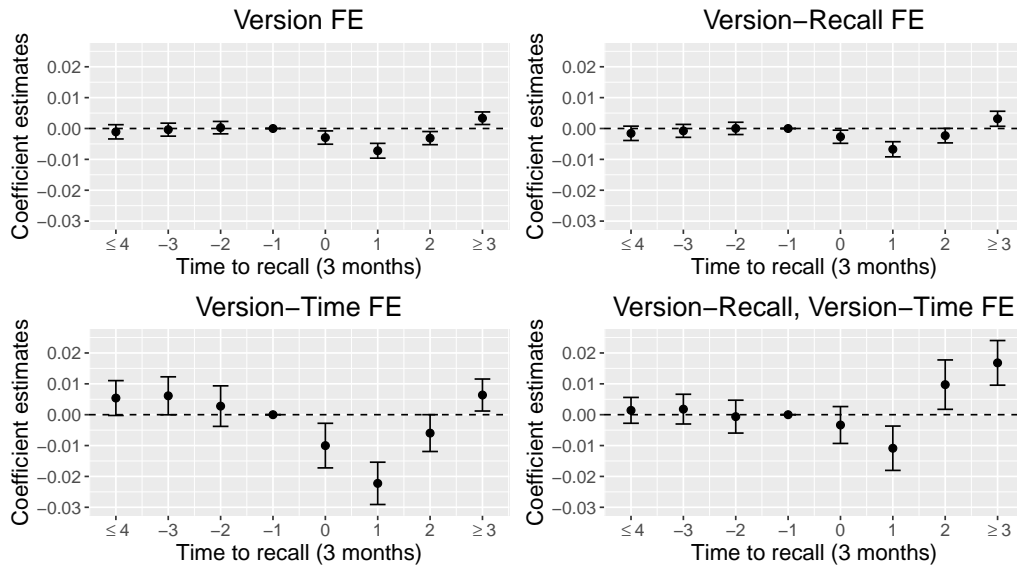 Version FE
Coefficient estimates
0.02
0.01
0.00
−0.01
−0.02
−0.03
≤ 4 −3 −2 −1 0 1 2 ≥ 3
Time to recall (3 months)
Version−Recall FE
Coefficient estimates
0.02
0.01
0.00
−0.01
−0.02
−0.03
≤ 4 −3 −2 −1 0 1 2 ≥ 3
Time to recall (3 months)
Version−Time FE
Coefficient estimates
0.02
0.01
0.00
−0.01
−0.02
−0.03
≤ 4 −3 −2 −1 0 1 2 ≥ 3
Time to recall (3 months)
Version−Recall, Version−Time FE
Coefficient estimates
0.02
0.01
0.00
−0.01
−0.02
−0.03
≤ 4 −3 −2 −1 0 1 2 ≥ 3
Time to recall (3 months)